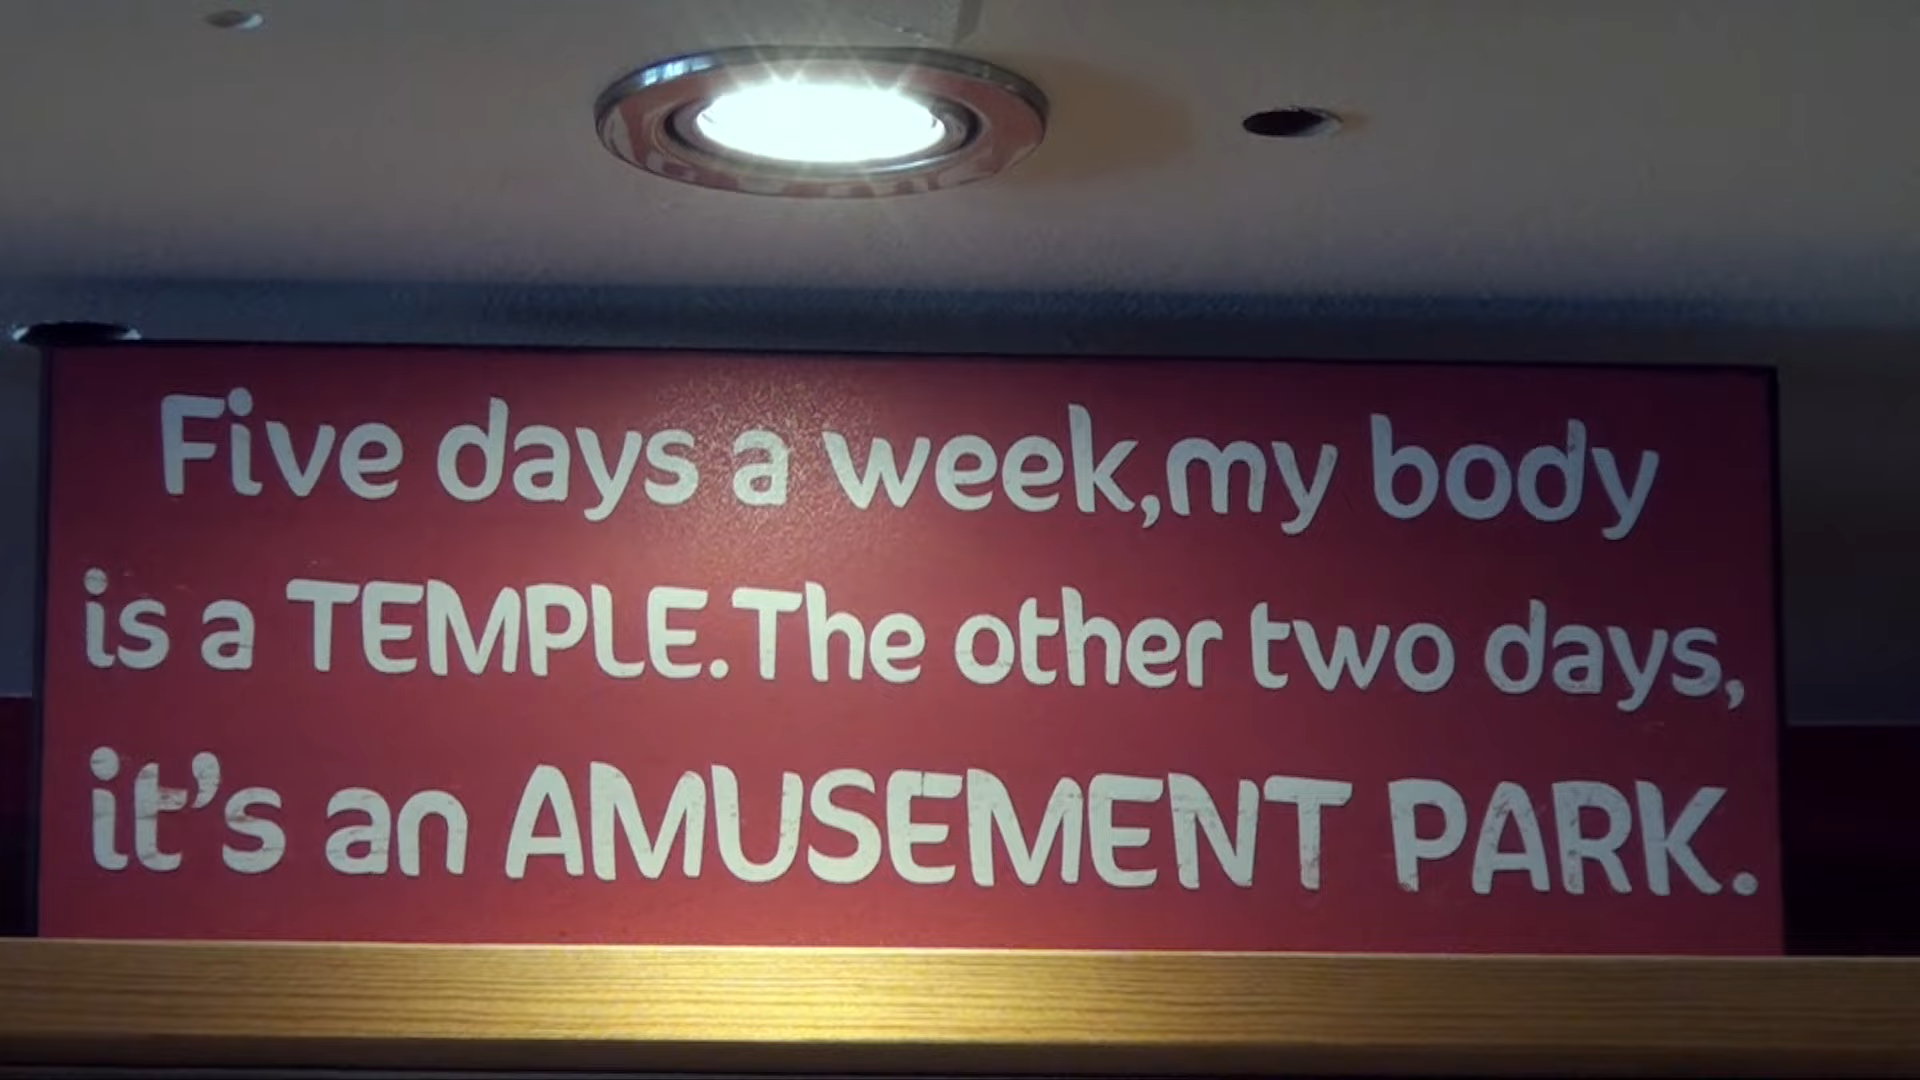 Five days a week,my body
is a TEMPLE.The other two days,
it's an AMUSEMENT PARK.